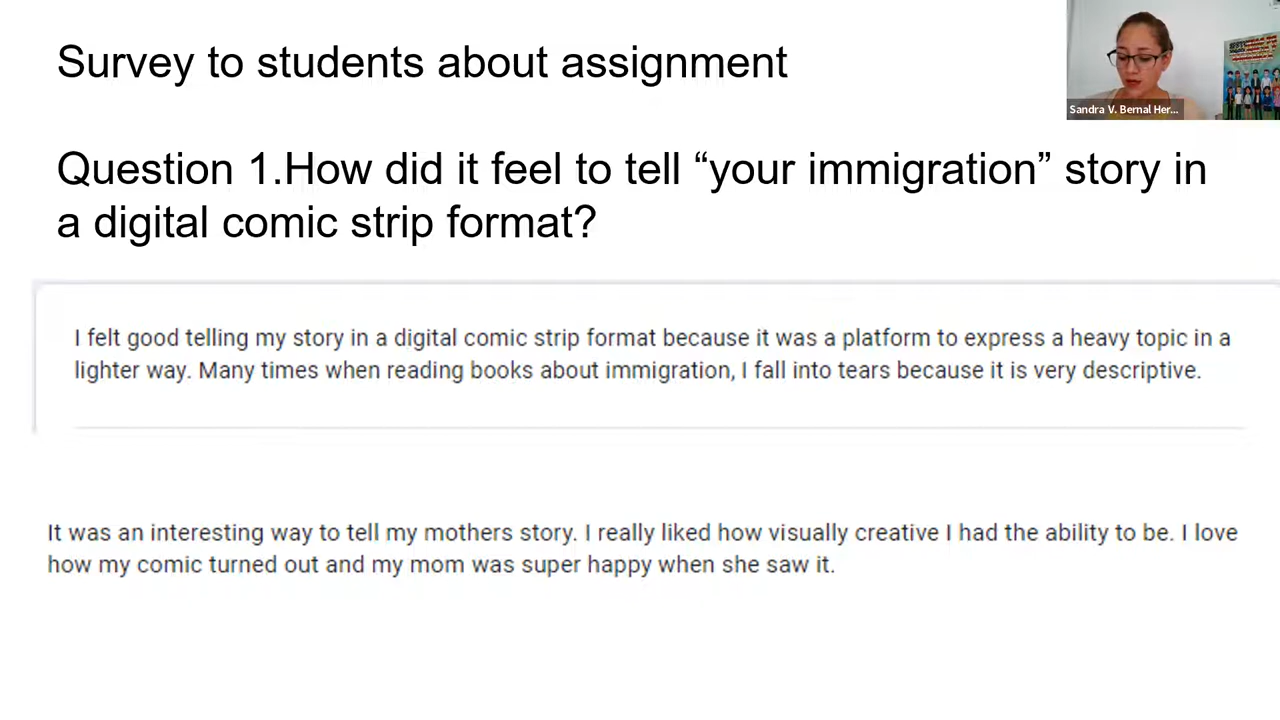 Survey to students about assignment
Sandra V. Bernal Her...
Question 1.How did it feel to tell “your immigration” story in
a digital comic strip format?
I felt good telling my story in a digital comic strip format because it was a platform to express a heavy topic in a
lighter way. Many times when reading books about immigration, I fall into tears because it is very descriptive.
It was an interesting way to tell my mothers story. I really liked how visually creative I had the ability to be. I love
how my comic turned out and my mom was super happy when she saw it.